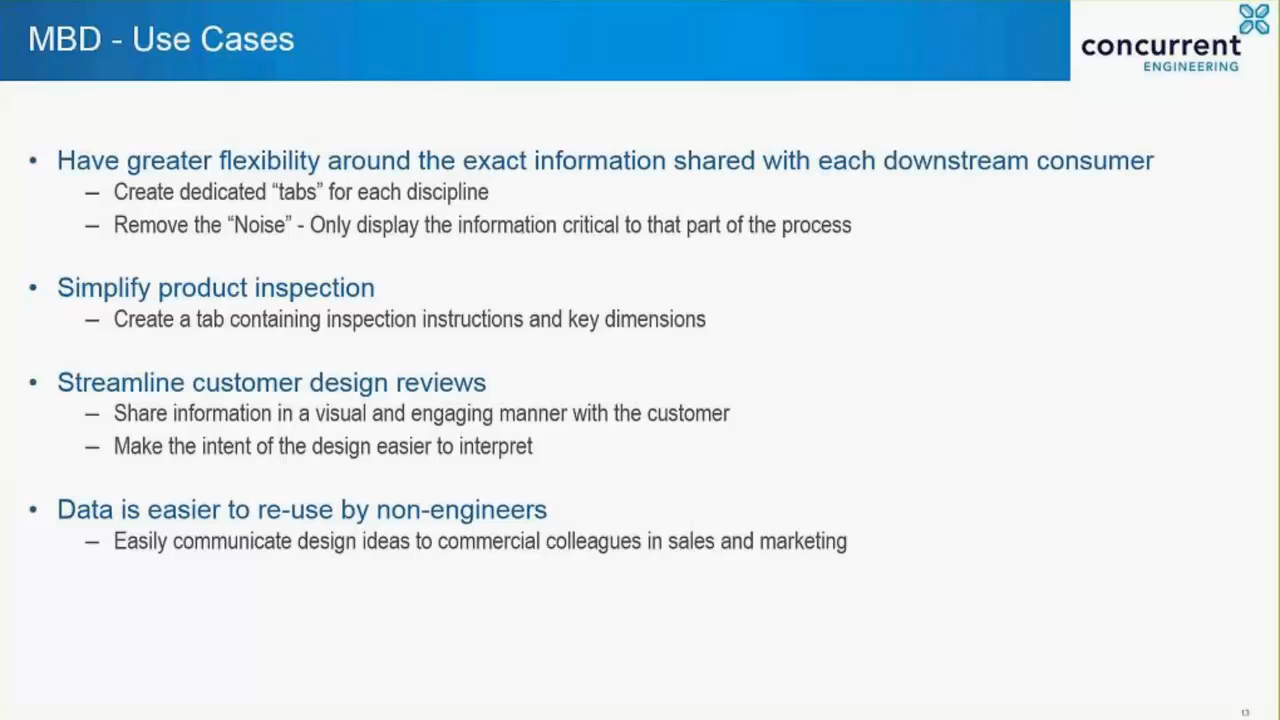 MBD - Use Cases
concurrent
ENGINEERING
• Have greater flexibility around the exact information shared with each downstream consumer
– Create dedicated “tabs” for each discipline
– Remove the “Noise” - Only display the information critical to that part of the process
• Simplify product inspection
– Create a tab containing inspection instructions and key dimensions
• Streamline customer design reviews
– Share information in a visual and engaging manner with the customer
– Make the intent of the design easier to interpret
• Data is easier to re-use by non-engineers
– Easily communicate design ideas to commercial colleagues in sales and marketing
13